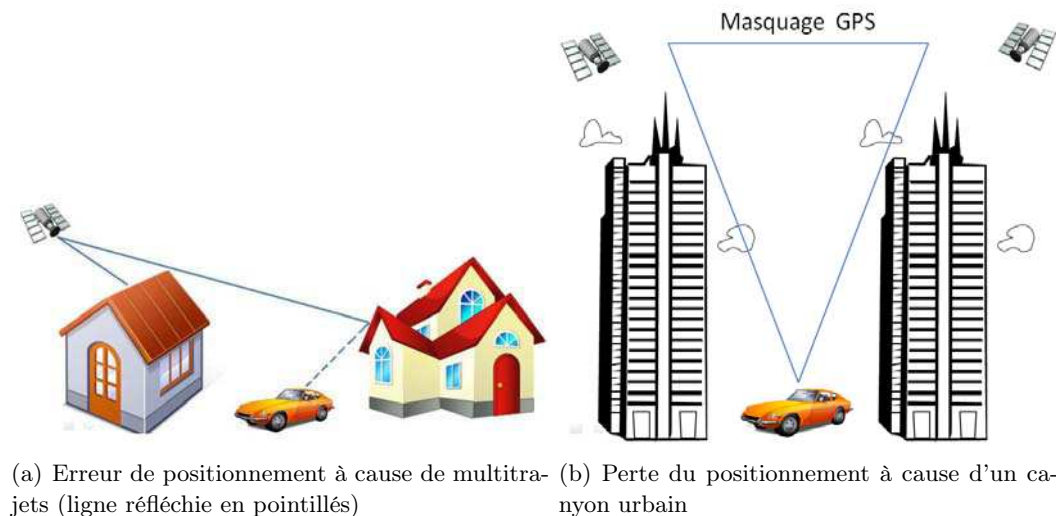 Masquage GPS
(a) Erreur de positionnement à cause de multitra-
jets (ligne réfléchie en pointillés)
(b) Perte du positionnement à cause d'un ca-
nyon urbain